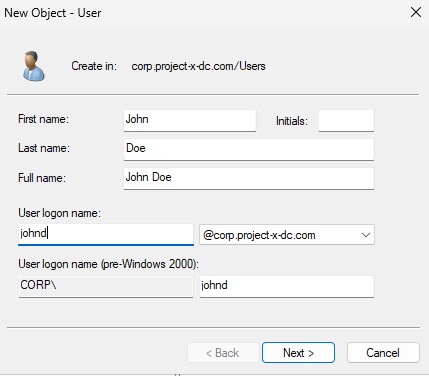 New Object - User
Create in: corp.project-x-dc.com/Users
First name: John Initials:
Last name: Doe
Full name: John Doe
User logon name:
johnd @corp.project-x-dc.com
User logon name (pre-Windows 2000):
CORP\ johnd
< Back Next > Cancel